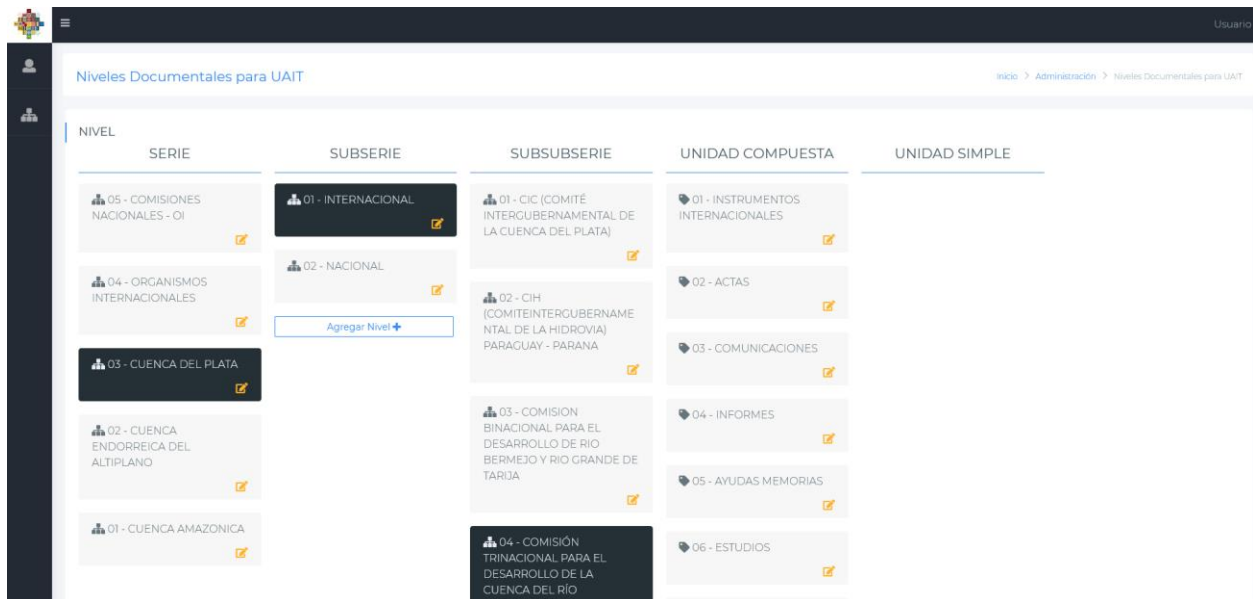 Usuario
Niveles Documentales para UAIT
Inicio > Administración > Niveles Documentales para UAIT
NIVEL
SERIE
SUBSERIE
SUBSUBSERIE
UNIDAD COMPUESTA
UNIDAD SIMPLE
05 - COMISIONES
NACIONALES - OI
04 - ORGANISMOS
INTERNACIONALES
03 - CUENCA DEL PLATA
02 - CUENCA
ENDORREICA DEL
ALTIPLANO
01 - CUENCA AMAZONICA
01 - INTERNACIONAL
02 - NACIONAL
Agregar Nivel
01 - CIC (COMITÉ
INTERGUBERNAMENTAL DE
LA CUENCA DEL PLATA)
02 - CIH
(COMITEINTERGUBERNAME
NTAL DE LA HIDROVIA)
PARAGUAY - PARANA
03 - COMISION
BINACIONAL PARA EL
DESARROLLO DE RIO
BERMEJO Y RIO GRANDE DE
TARIJA
04 - COMISIÓN
TRINACIONAL PARA EL
DESARROLLO DE LA
CUENCA DEL RÍO
01 - INSTRUMENTOS
INTERNACIONALES
02 - ACTAS
03 - COMUNICACIONES
04 - INFORMES
05 - AYUDAS MEMORIAS
06 - ESTUDIOS